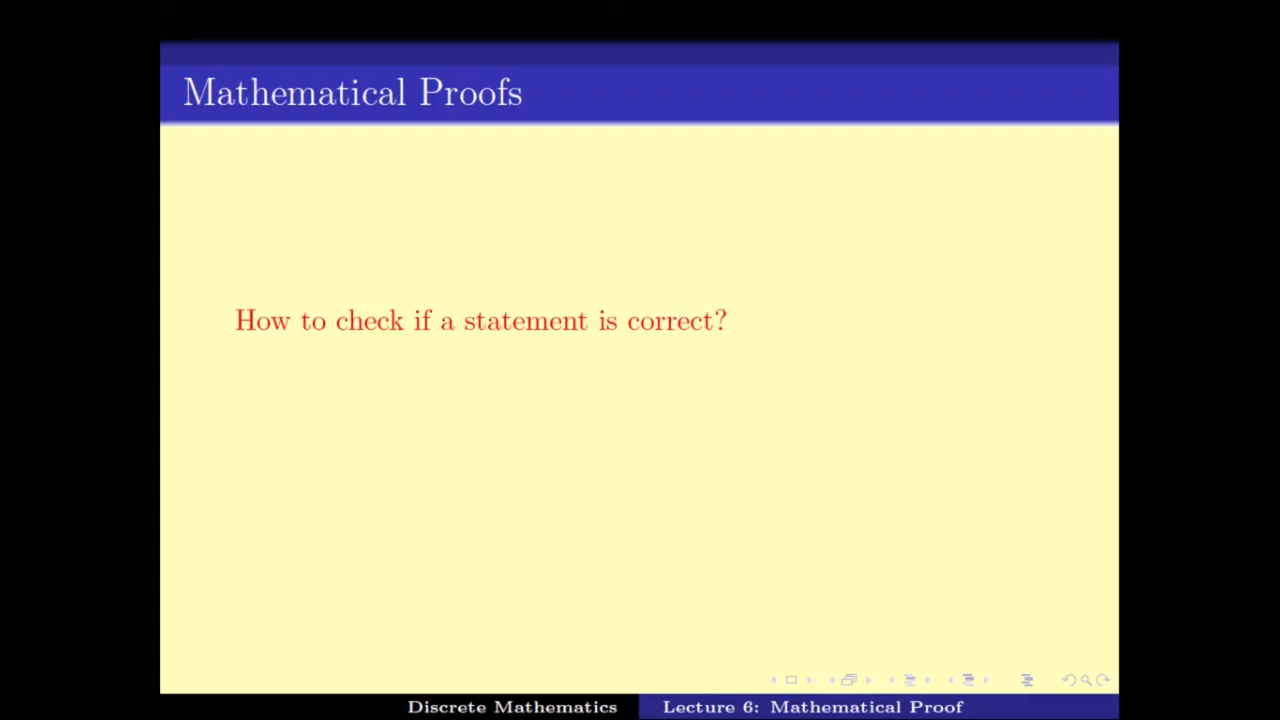 Mathematical Proofs
How to check if a statement is correct?
Discrete Mathematics
Lecture 6: Mathematical Proof